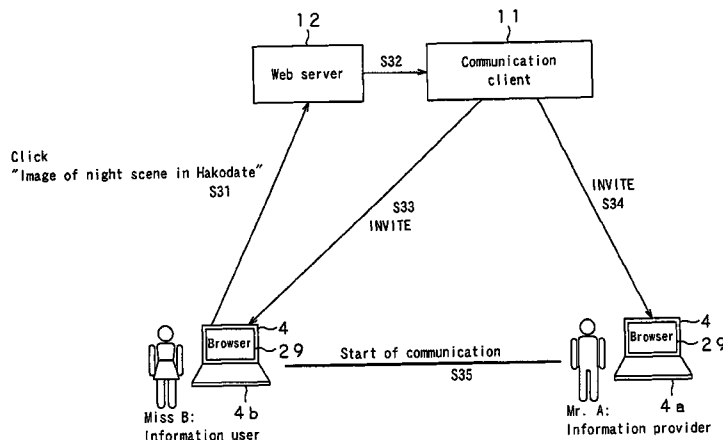 12
11
Web server
S32
Communication
client
Click
"Image of night scene in Hakodate"
S31
S33
INVITE
INVITE
S34
4
Browser
29
Start of communication
S35
4
Browser
29
4b
4a
Miss B:
Information user
Mr. A:
Information provider